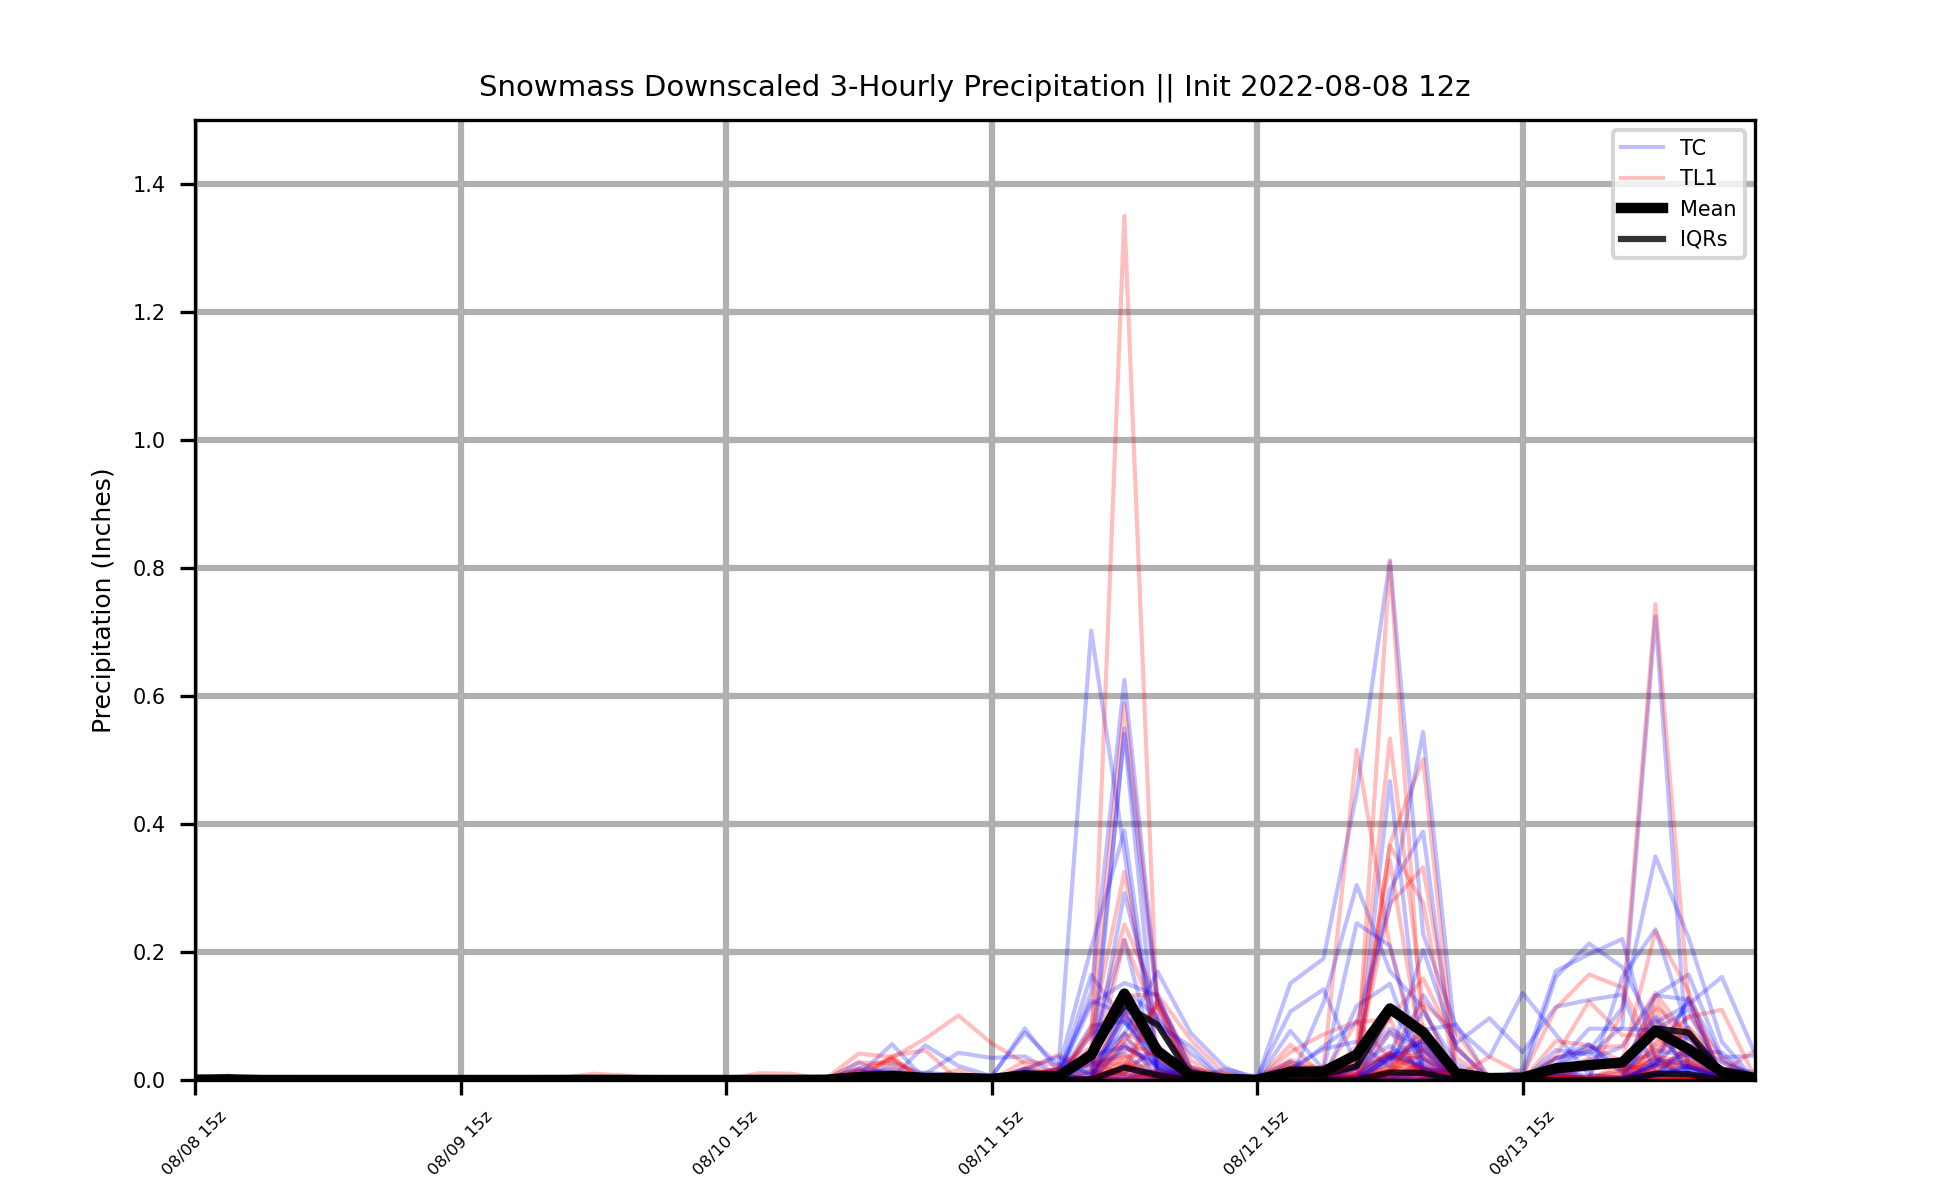 Snowmass Downscaled 3-Hourly Precipitation || Init 2022-08-08 12z
TC
TL1
Mean
IQRs
Precipitation (Inches)
1.4
1.2
1.0
0.8
0.6
0.4
0.2
0.0
08/08 15z
08/09 15z
08/10 15z
08/11 15z
08/12 15z
08/13 15z